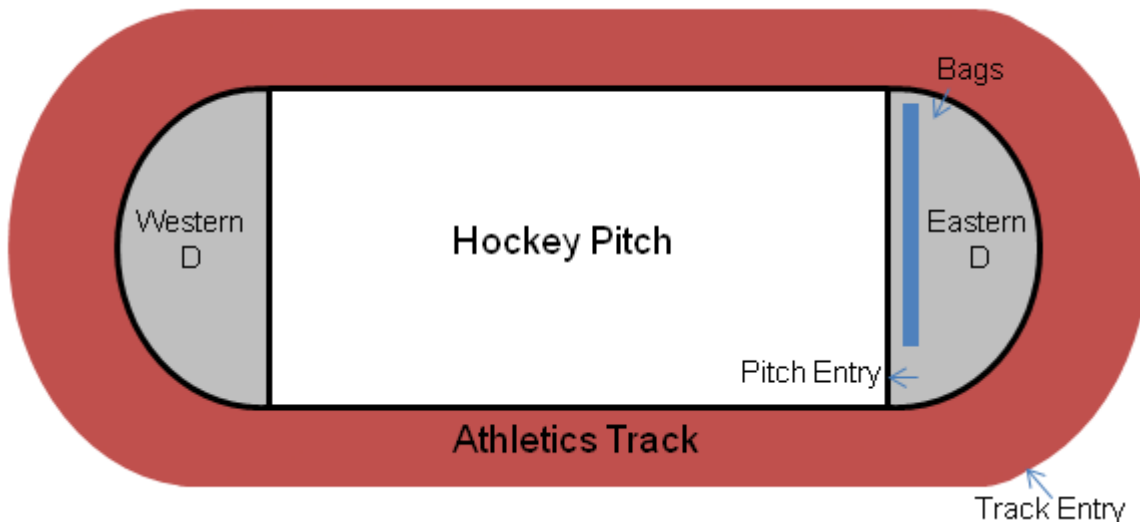 Bags
Western
D
Hockey Pitch
Eastern
D
Pitch Entry
Athletics Track
Track Entry